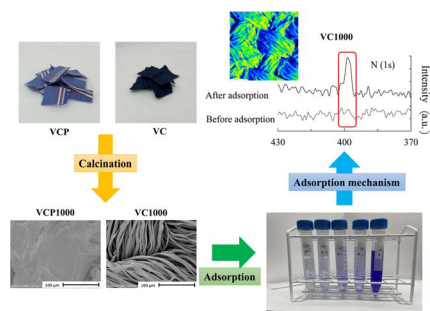 VC1000
N (1s)
After adsorption
Before adsorption
Intensity (a.u.)
430
400
370
VCP
VC
Calcination
Adsorption mechanism
VCP1000
VC1000
100 μm
100 μm
Adsorption